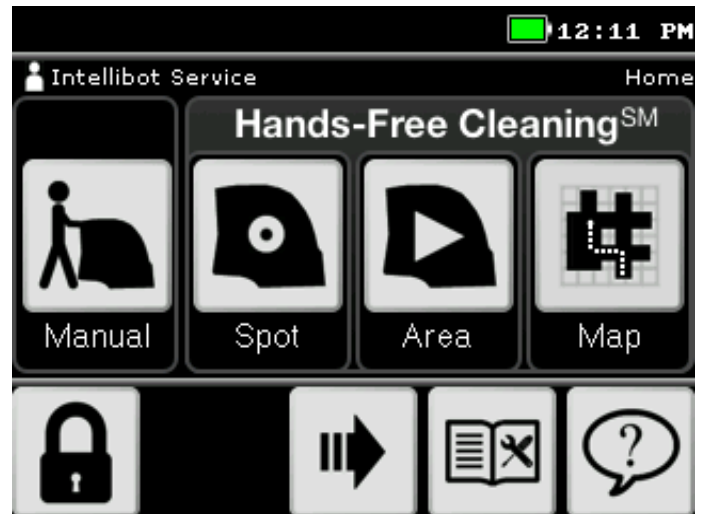 12:11 PM
Intellibot Service Home
Hands-Free Cleaning℠
Manual Spot Area Map
?